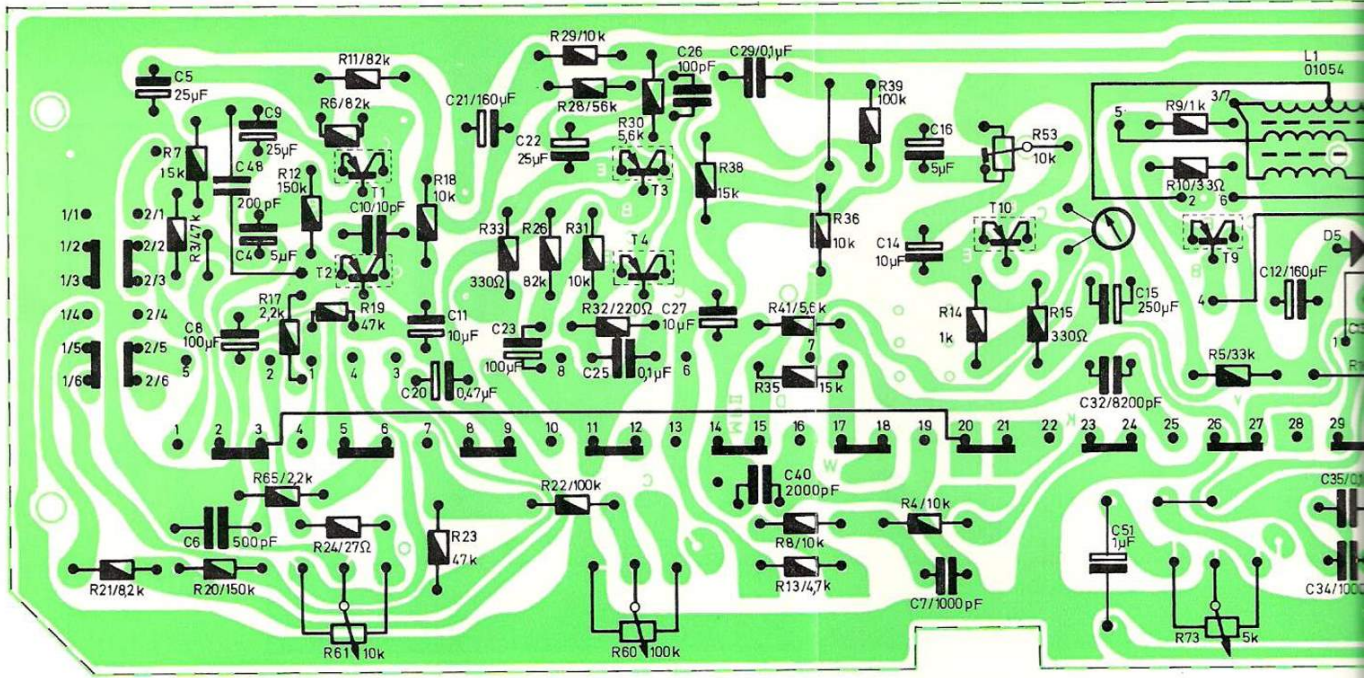 R29/10k
C26
100pF
C29/0,1µF
L1
01054
R11/82k
C5
25µF
R6/82k
C21/160µF
R28/56k
R30
5,6k
R39
100k
R9/1k
3/7
5
C9
25µF
C22
25µF
C16
5µF
R53
10k
R7
15k
C48
200pF
R12
150k
T1
R18
10k
T3
R38
15k
R10/33Ω
2
6
1/1
2/1
R3/47k
C10/10pF
R33
330Ω
R26
82k
R31
10k
T4
R36
10k
T10
1/2
2/2
C4
5µF
C14
10µF
T9
D5
1/3
2/3
T2
C12/160µF
R17
2,2k
R19
47k
C11
10µF
R32/220Ω
C27
10µF
R41/5,6k
R14
1k
R15
330Ω
C15
250µF
4
1/4
2/4
C8
100µF
C23
100µF
7
1
1/5
2/5
5
2
1
4
3
8
C25
0,1µF
6
R35
15k
R5/33k
1/6
2/6
C20
0,47µF
C32/8200pF
1 2 3 4 5 6 7 8 9 10 11 12 13 14 15 16 17 18 19 20 21 22 23 24 25 26 27 28 29
R65/2,2k
R22/100k
C40
2000pF
R4/10k
C6
500pF
R24/27Ω
R23
47k
R8/10k
C51
1µF
C35/0,
R21/8,2k
R20/150k
R13/4,7k
C7/1000pF
C34/1000
R61
10k
R60
100k
R73
5k